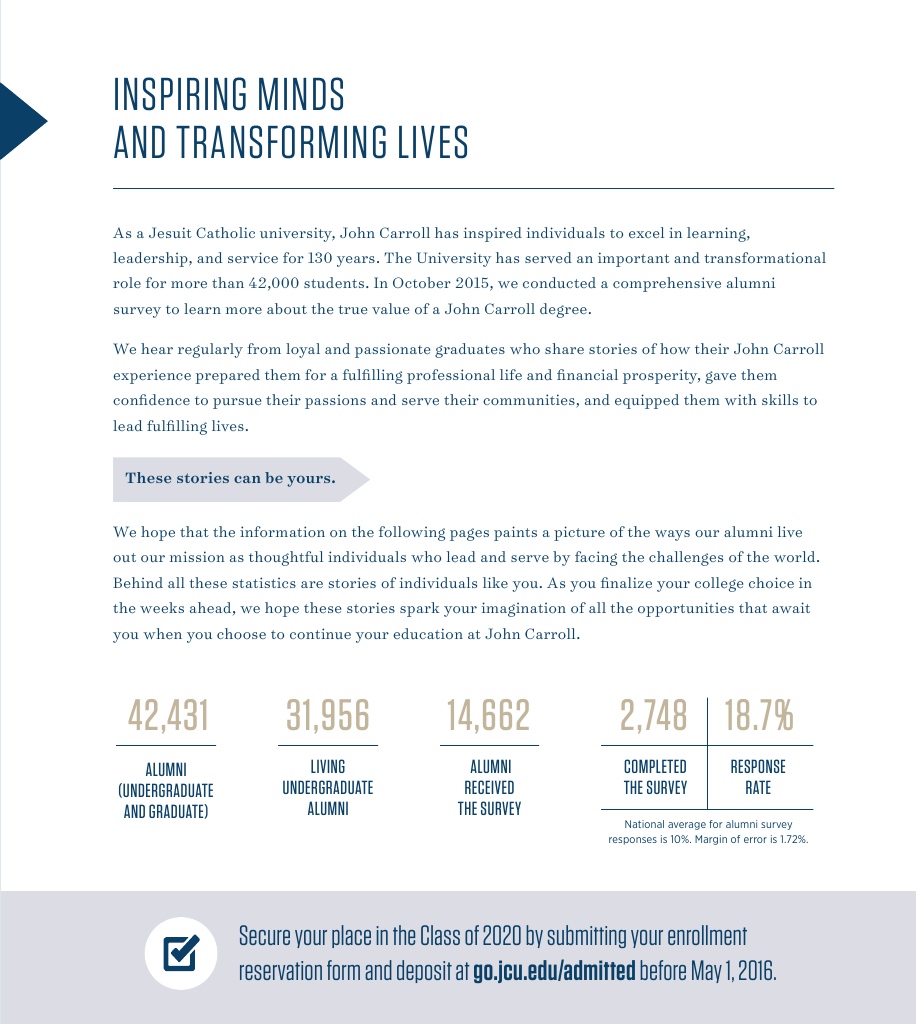 INSPIRING MINDS
AND TRANSFORMING LIVES
As a Jesuit Catholic university, John Carroll has inspired individuals to excel in learning,
leadership, and service for 130 years. The University has served an important and transformational
role for more than 42,000 students. In October 2015, we conducted a comprehensive alumni
survey to learn more about the true value of a John Carroll degree.
We hear regularly from loyal and passionate graduates who share stories of how their John Carroll
experience prepared them for a fulfilling professional life and financial prosperity, gave them
confidence to pursue their passions and serve their communities, and equipped them with skills to
lead fulfilling lives.
These stories can be yours.
We hope that the information on the following pages paints a picture of the ways our alumni live
out our mission as thoughtful individuals who lead and serve by facing the challenges of the world.
Behind all these statistics are stories of individuals like you. As you finalize your college choice in
the weeks ahead, we hope these stories spark your imagination of all the opportunities that await
you when you choose to continue your education at John Carroll.
42,431
ALUMNI
(UNDERGRADUATE
AND GRADUATE)
31,956
LIVING
UNDERGRADUATE
ALUMNI
14,662
ALUMNI
RECEIVED
THE SURVEY
2,748
COMPLETED
THE SURVEY
18.7%
RESPONSE
RATE
National average for alumni survey
responses is 10%. Margin of error is 1.72%.
Secure your place in the Class of 2020 by submitting your enrollment
reservation form and deposit at go.jcu.edu/admitted before May 1, 2016.